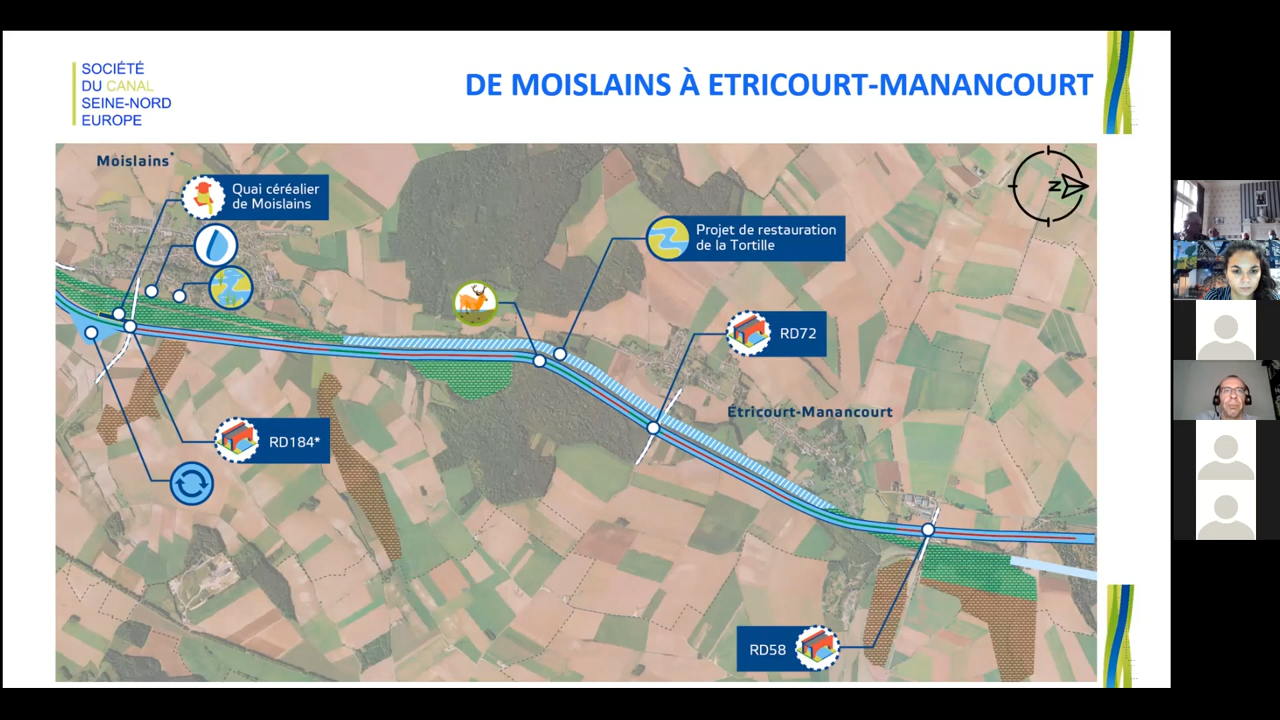 SOCIÉTÉ
DU CANAL
SEINE-NORD
EUROPE
DE MOISLAINS À ETRICOURT-MANANCOURT
Moislains*
Quai céréalier
de Moislains
Projet de restauration
de la Tortille
N
RD72
Etricourt-Manancourt
RD184*
RD58